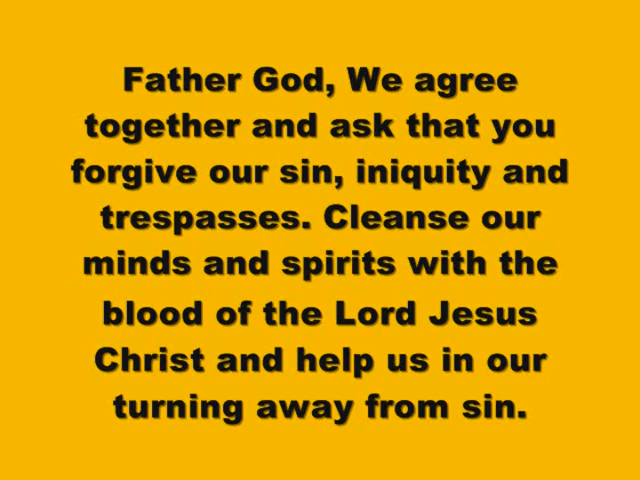 Father God, We agree
together and ask that you
forgive our sin, iniquity and
trespasses. Cleanse our
minds and spirits with the
blood of the Lord Jesus
Christ and help us in our
turning away from sin.